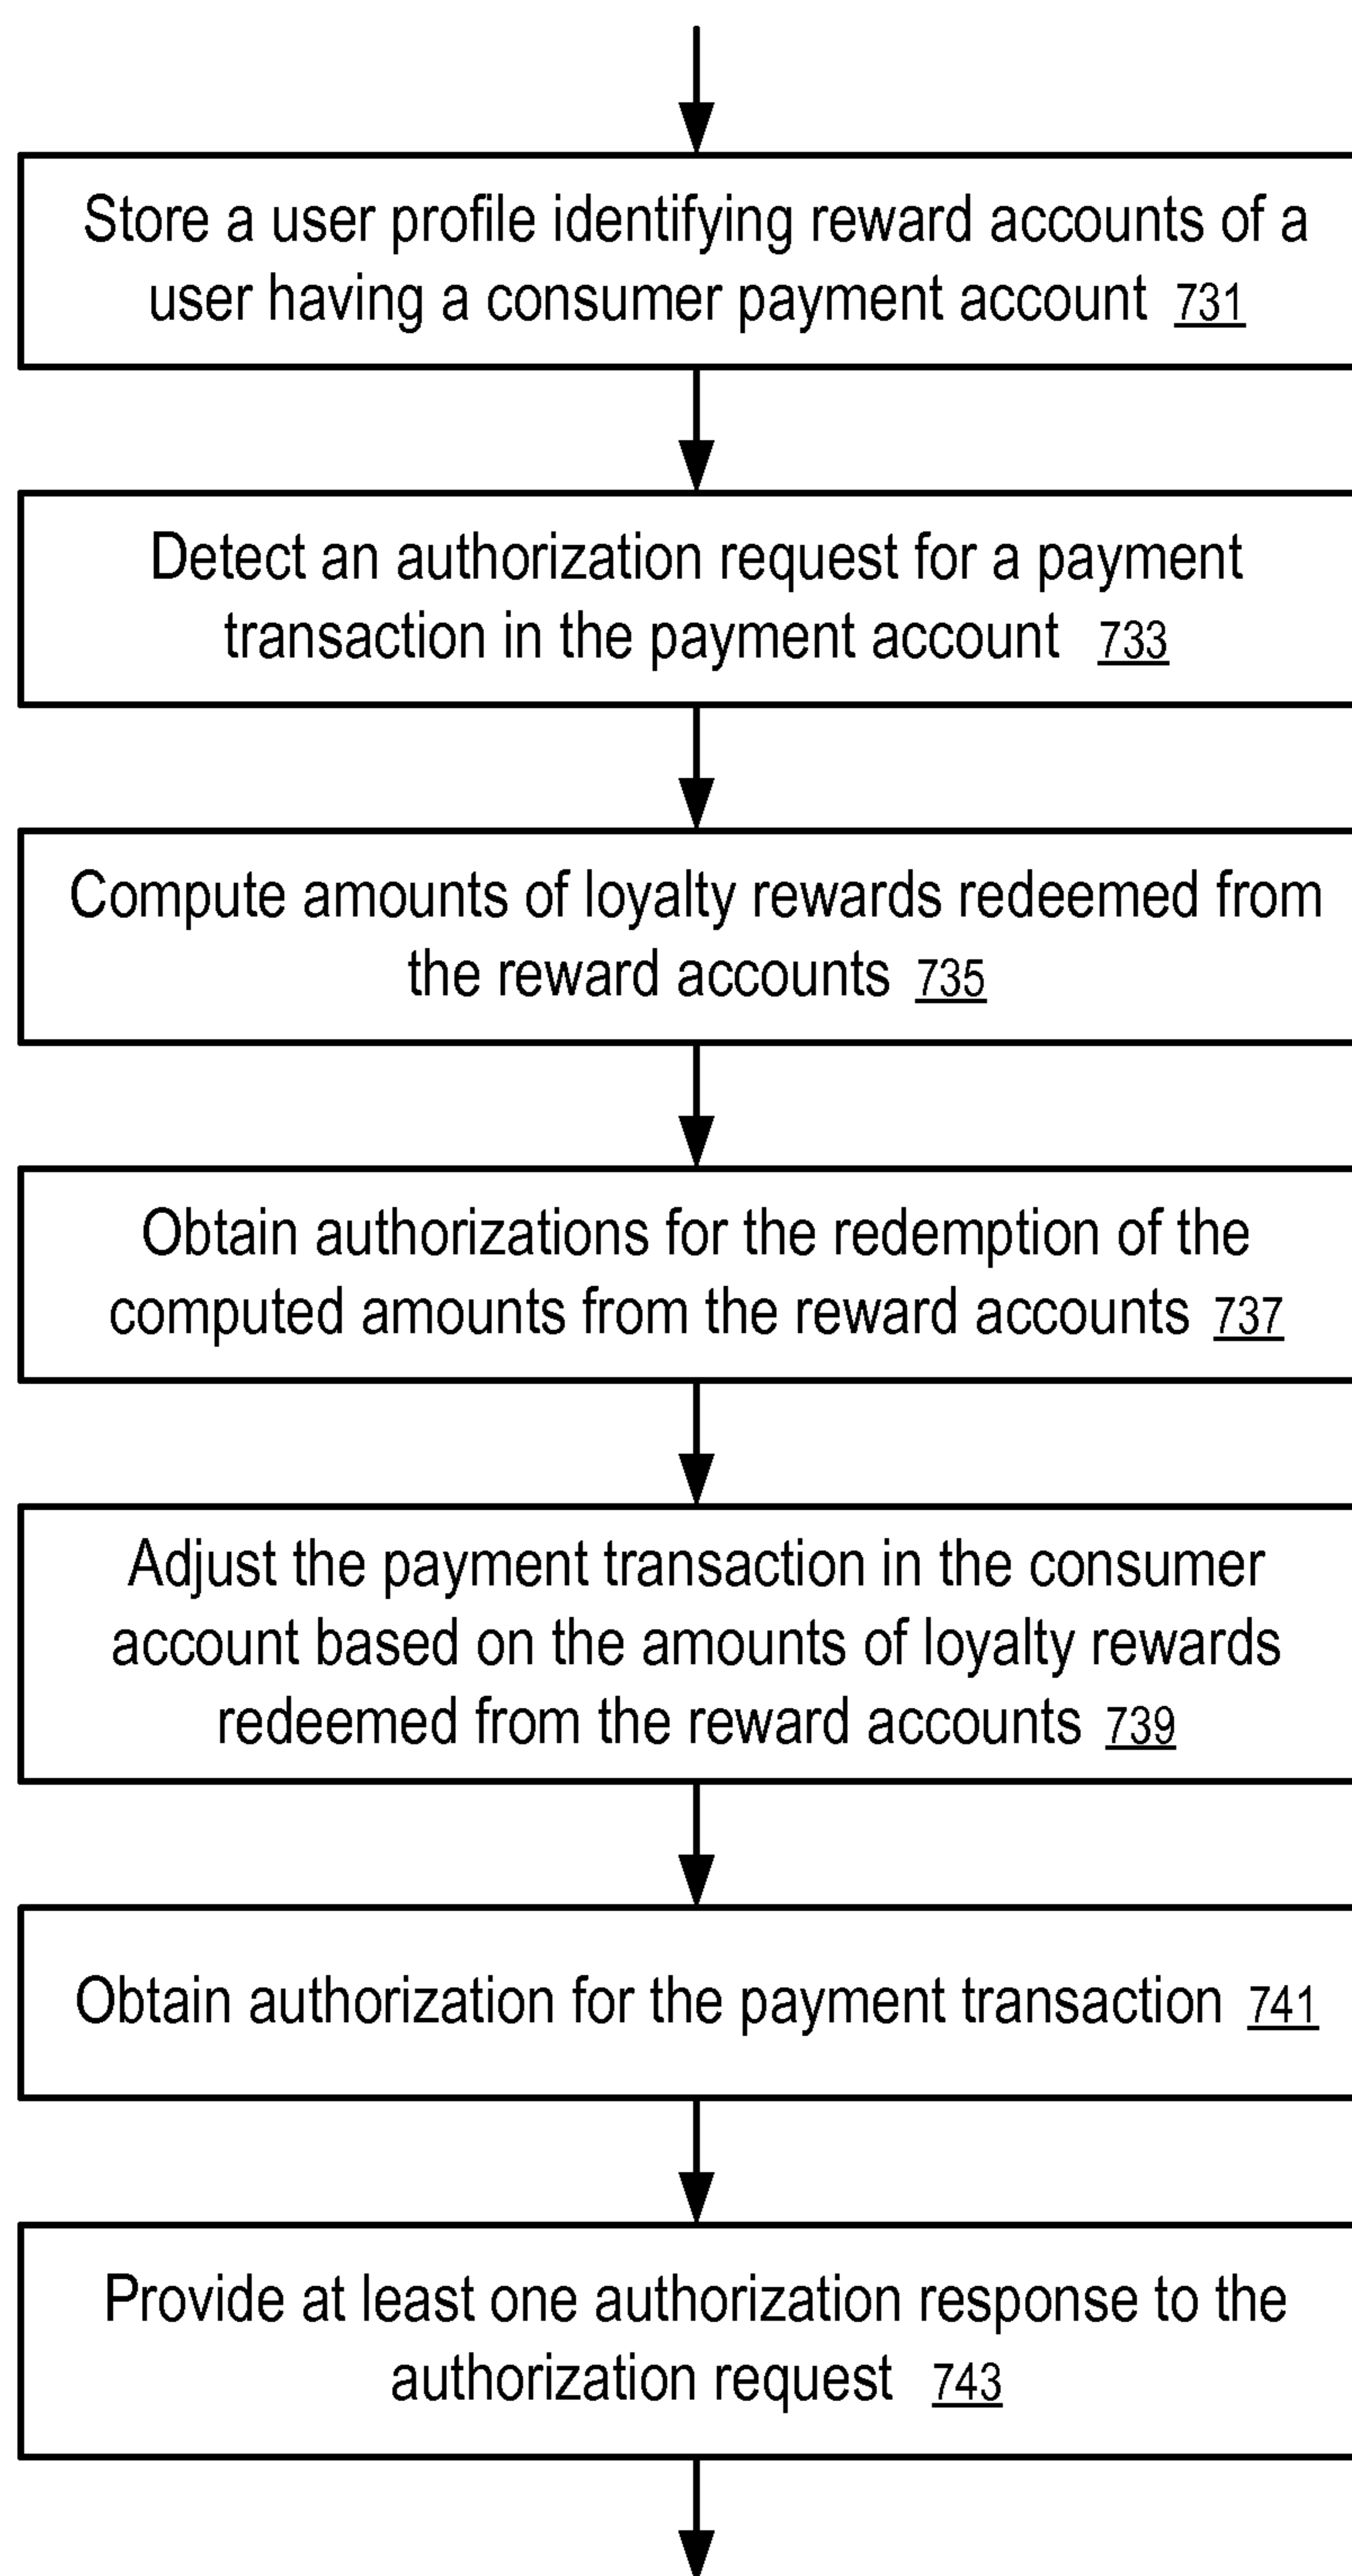 Store a user profile identifying reward accounts of a
user having a consumer payment account 731
Detect an authorization request for a payment
transaction in the payment account 733
Compute amounts of loyalty rewards redeemed from
the reward accounts 735
Obtain authorizations for the redemption of the
computed amounts from the reward accounts 737
Adjust the payment transaction in the consumer
account based on the amounts of loyalty rewards
redeemed from the reward accounts 739
Obtain authorization for the payment transaction 741
Provide at least one authorization response to the
authorization request 743